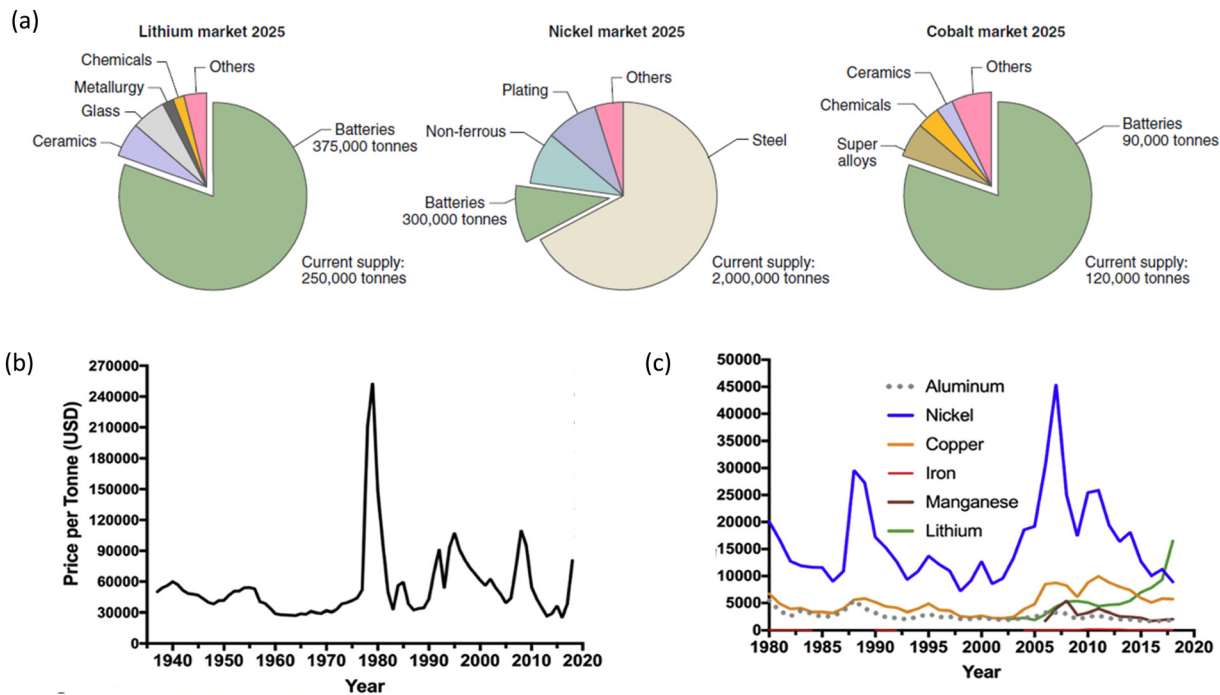 (a)
Lithium market 2025
Chemicals
Others
Metallurgy
Glass
Ceramics
Batteries
375,000 tonnes
Current supply:
250,000 tonnes
Nickel market 2025
Others
Plating
Non-ferrous
Steel
Batteries
300,000 tonnes
Current supply:
2,000,000 tonnes
Cobalt market 2025
Ceramics
Others
Chemicals
Super
alloys
Batteries
90,000 tonnes
Current supply:
120,000 tonnes
(b)
Price per Tonne (USD)
270000
240000
210000
180000
150000
120000
90000
60000
30000
0
1940 1950 1960 1970 1980 1990 2000 2010 2020
Year
(c)
50000
45000
40000
35000
30000
25000
20000
15000
10000
5000
0
Aluminum
Nickel
Copper
Iron
Manganese
Lithium
1980 1985 1990 1995 2000 2005 2010 2015 2020
Year